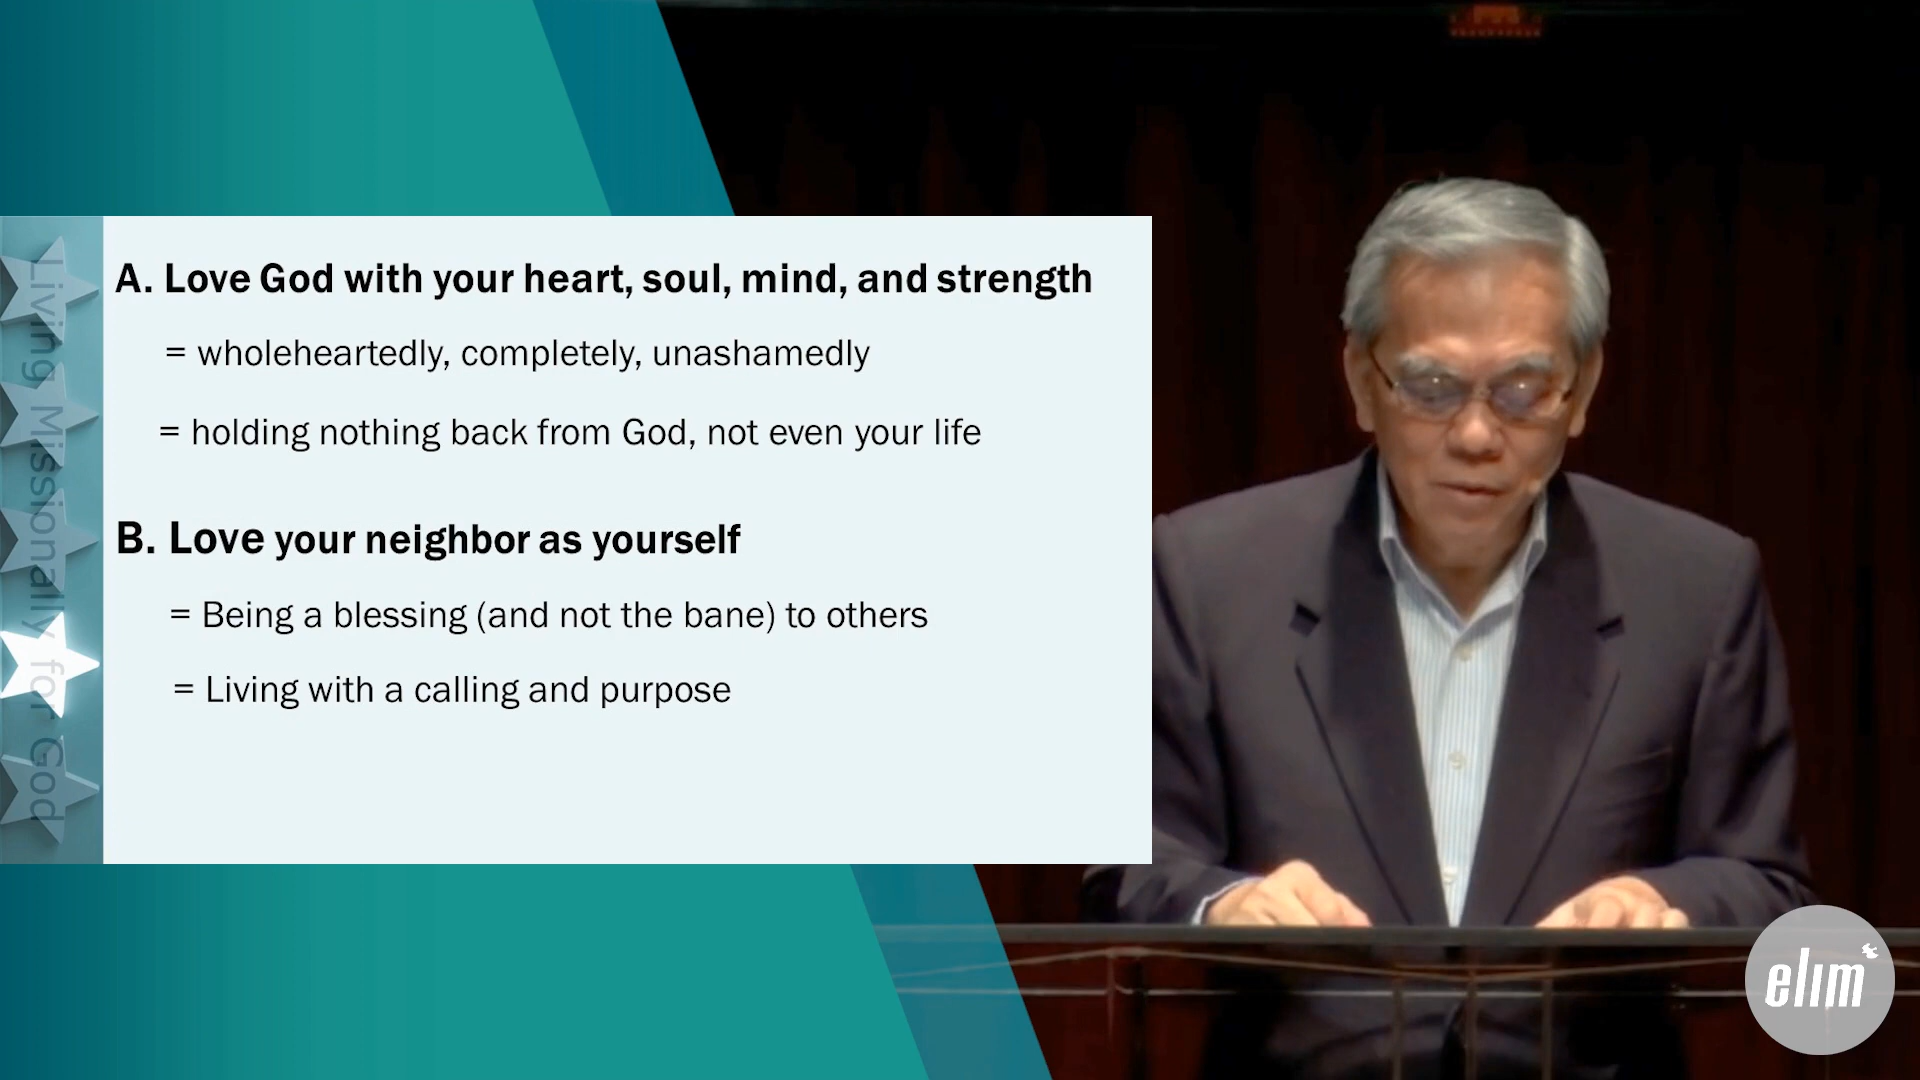 Living Missionally for God
A. Love God with your heart, soul, mind, and strength
= wholeheartedly, completely, unashamedly
= holding nothing back from God, not even your life
B. Love your neighbor as yourself
= Being a blessing (and not the bane) to others
= Living with a calling and purpose
elim